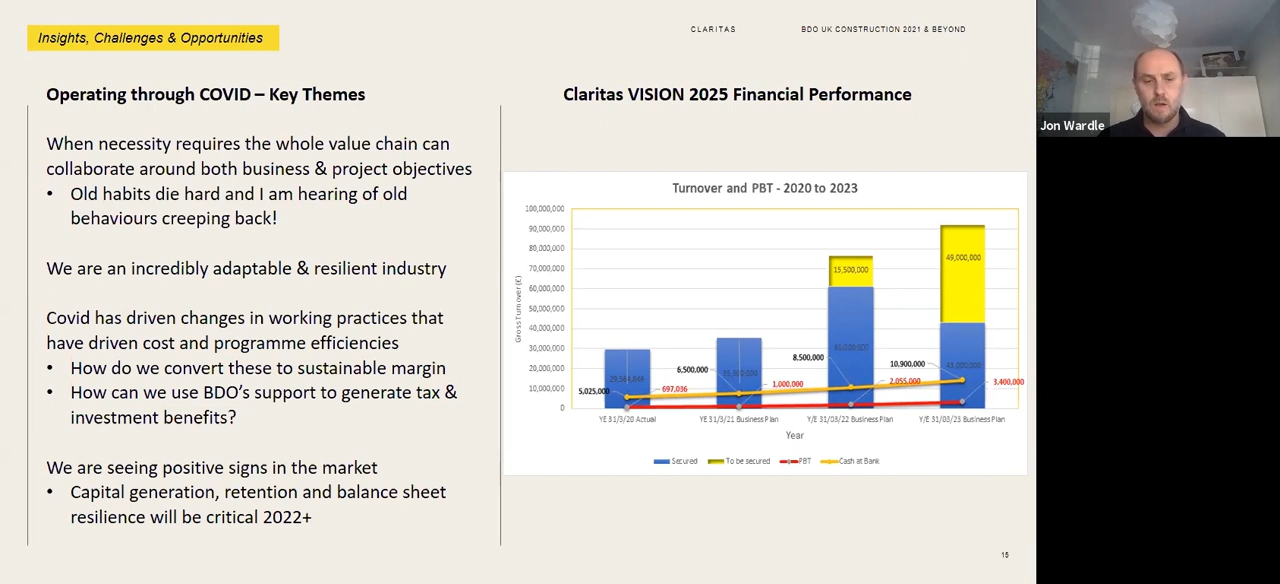 Insights, Challenges & Opportunities
CLARITAS
BDO UK CONSTRUCTION 2021 & BEYOND
Jon Wardle
Operating through COVID – Key Themes
When necessity requires the whole value chain can
collaborate around both business & project objectives
• Old habits die hard and I am hearing of old
behaviours creeping back!
We are an incredibly adaptable & resilient industry
Covid has driven changes in working practices that
have driven cost and programme efficiencies
• How do we convert these to sustainable margin
• How can we use BDO's support to generate tax &
investment benefits?
We are seeing positive signs in the market
• Capital generation, retention and balance sheet
resilience will be critical 2022+
Claritas VISION 2025 Financial Performance
Turnover and PBT - 2020 to 2023
Gross Turnover (£)
100,000,000
90,000,000
80,000,000
70,000,000
60,000,000
50,000,000
40,000,000
30,000,000
20,000,000
10,000,000
0
5,025,000
697,036
6,500,000
1,000,000
15,500,000
8,500,000
2,055,000
49,000,000
10,900,000
43,000,000
3,400,000
YE 31/3/20 Actual
YE 31/3/21 Business Plan
Y/E 31/03/22 Business Plan
Y/E 31/03/23 Business Plan
Year
Secured
To be secured
PBT
Cash at Bank
15